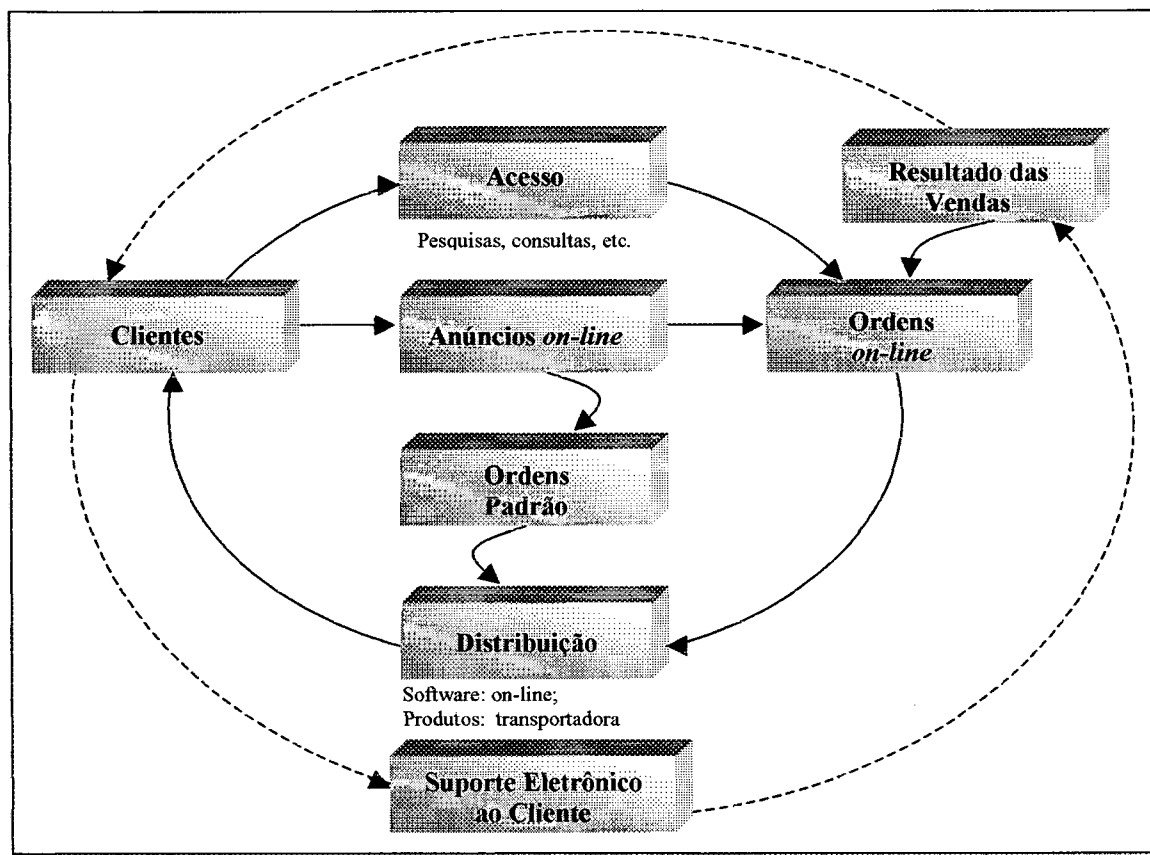 Acesso
Resultado das
Vendas
Pesquisas, consultas, etc.
Clientes
Anúncios on-line
Ordens
on-line
Ordens
Padrão
Distribuição
Software: on-line;
Produtos: transportadora
Suporte Eletrônico
ao Cliente